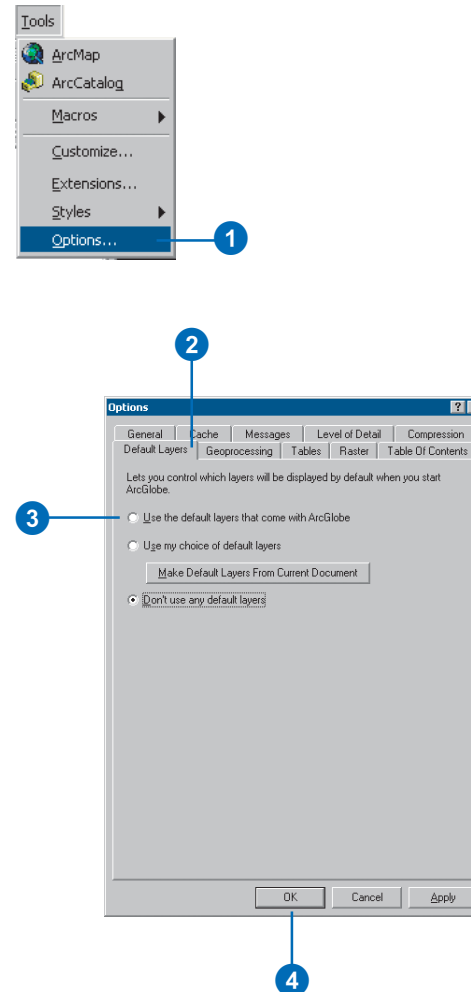 Tools
ArcMap
ArcCatalog
Macros
Customize...
Extensions...
Styles
Options...
1
2
Options
?
General Cache Messages Level of Detail Compression
Default Layers Geoprocessing Tables Raster Table Of Contents
Lets you control which layers will be displayed by default when you start
ArcGlobe.
3
Use the default layers that come with ArcGlobe
Use my choice of default layers
Make Default Layers From Current Document
Don't use any default layers
OK Cancel Apply
4